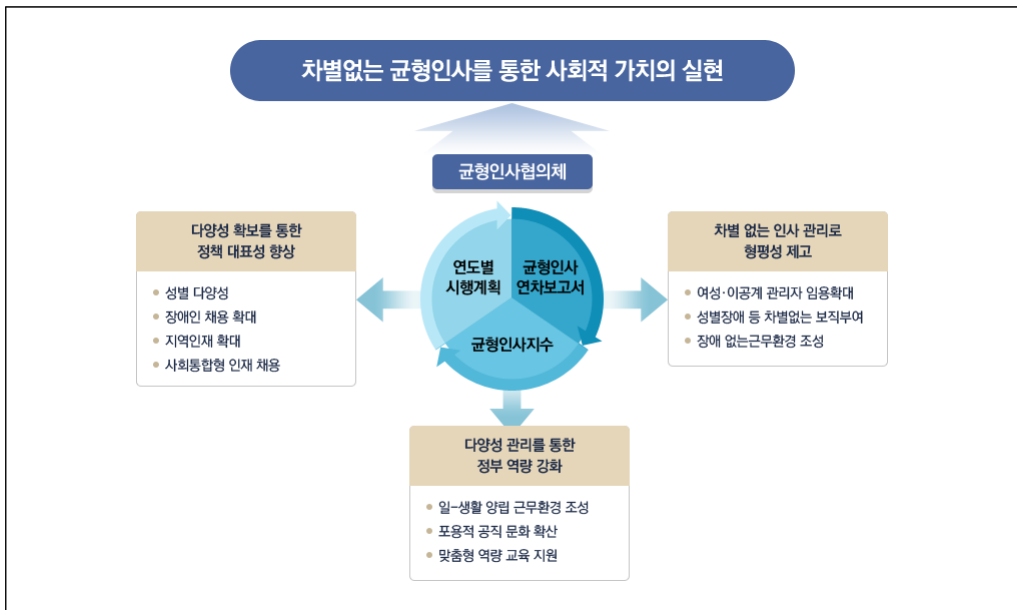 차별없는 균형인사를 통한 사회적 가치의 실현
균형인사협의체
다양성 확보를 통한
정책 대표성 향상
성별 다양성
장애인 채용 확대
지역인재 확대
사회통합형 인재 채용
연도별
시행계획
균형인사
연차보고서
균형인사지수
차별 없는 인사 관리로
형평성 제고
여성·이공계 관리자 임용확대
성별장애 등 차별없는 보직부여
장애 없는근무환경 조성
다양성 관리를 통한
정부 역량 강화
일-생활 양립 근무환경 조성
포용적 공직 문화 확산
맞춤형 역량 교육 지원